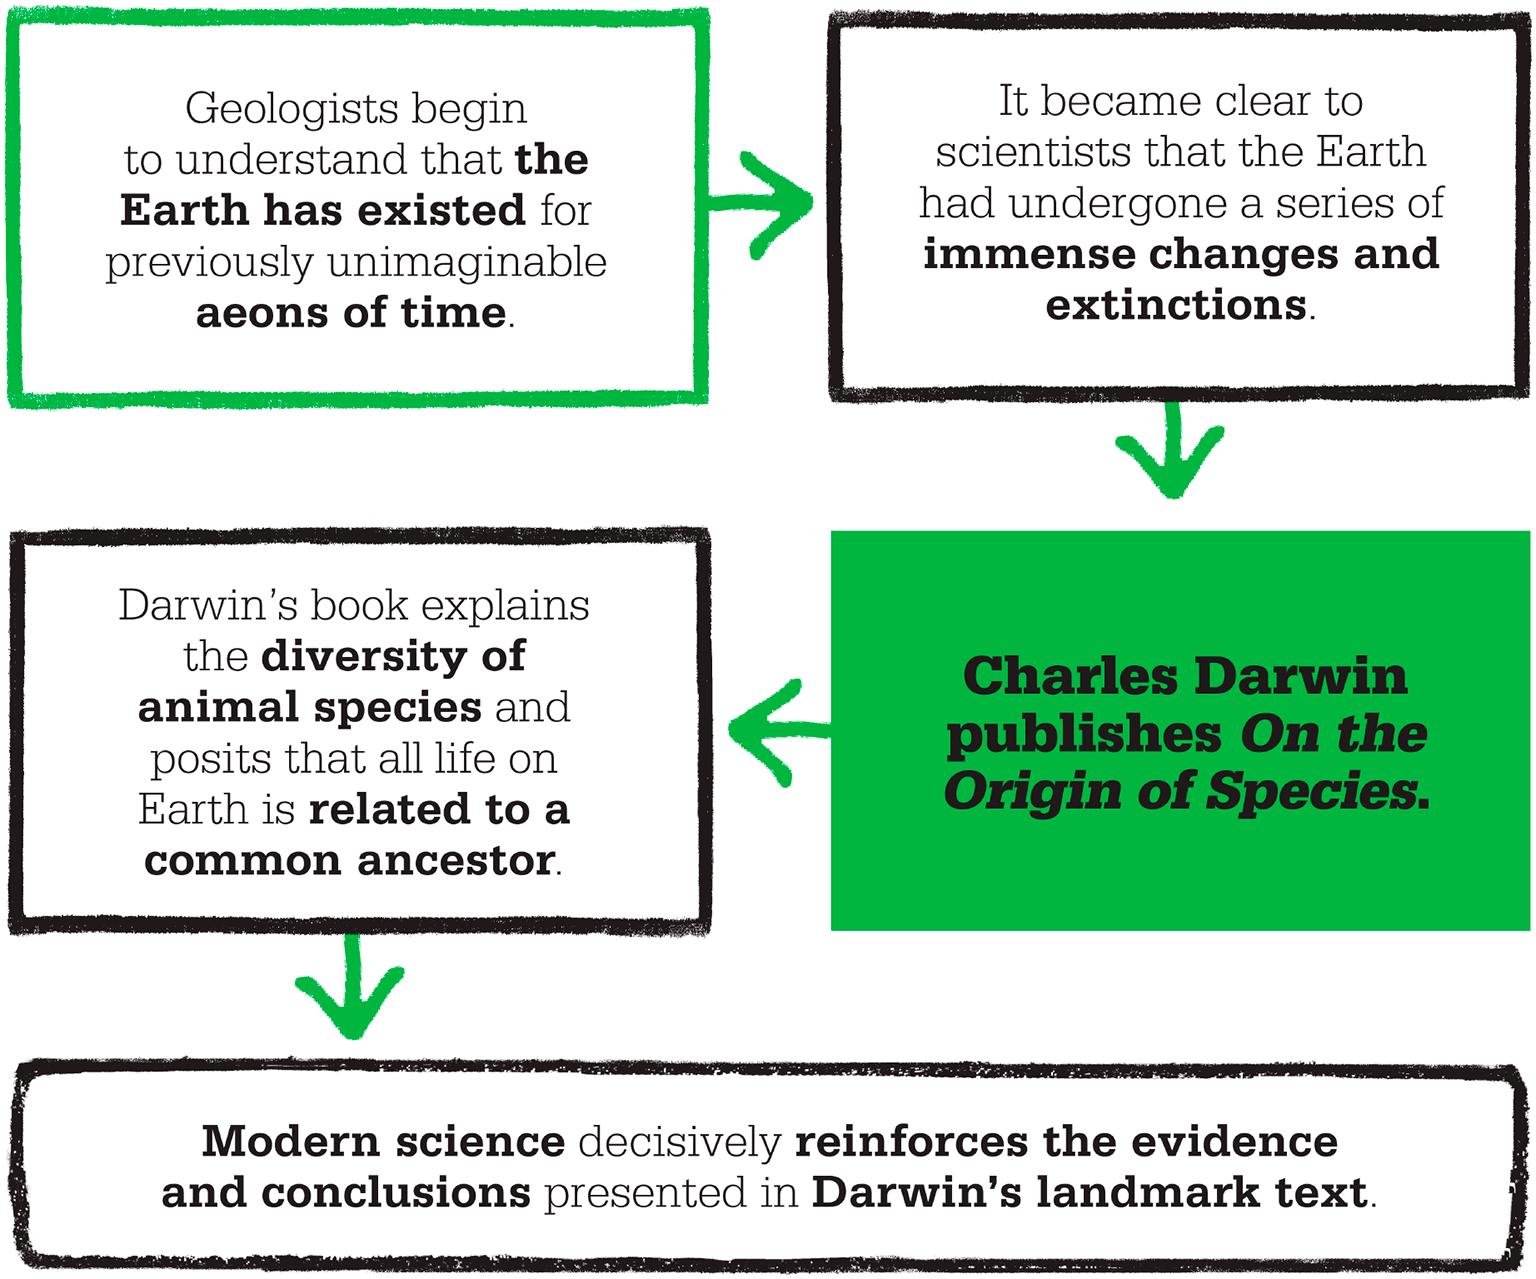 Geologists begin
to understand that the
Earth has existed for
previously unimaginable
aeons of time.
It became clear to
scientists that the Earth
had undergone a series of
immense changes and
extinctions.
Charles Darwin
publishes On the
Origin of Species.
Darwin’s book explains
the diversity of
animal species and
posits that all life on
Earth is related to a
common ancestor.
Modern science decisively reinforces the evidence
and conclusions presented in Darwin’s landmark text.